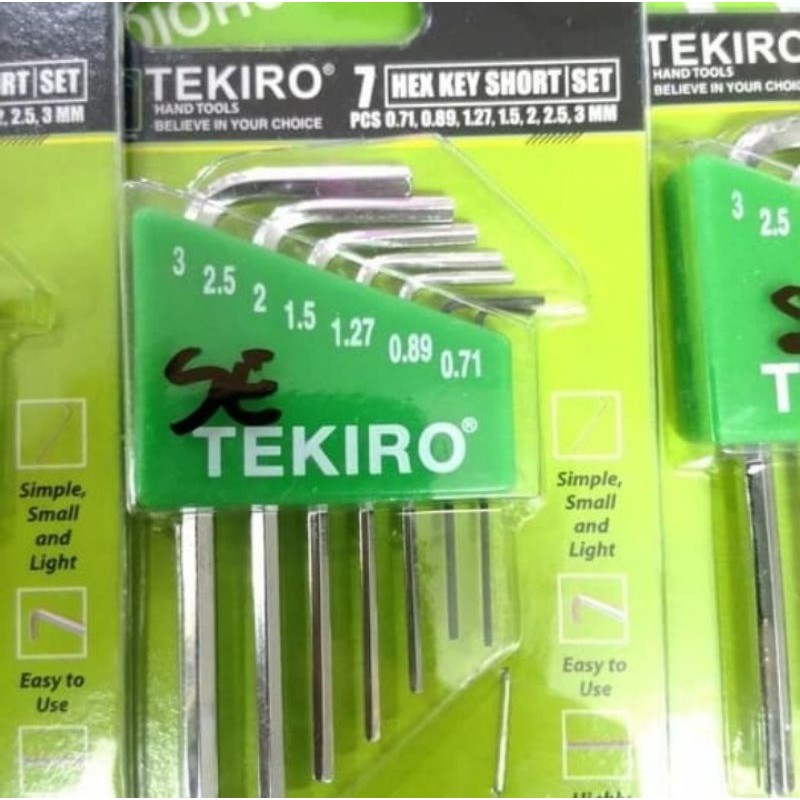 RT SET
2, 2.5, 3 MM
Simple,
Small
and
Light
Easy to
Use
TEKIRO®
HAND TOOLS
BELIEVE IN YOUR CHOICE
7 HEX KEY SHORT SET
PCS 0.71, 0.89, 1.27, 1.5, 2, 2.5, 3 MM
3 2.5 2 1.5 1.27 0.89 0.71
TEKIRO®
Simple,
Small
and
Light
Easy to
Use
TEKIRO
HAND TOOLS
BELIEVE IN YOUR CHOIC
3 2.5
T